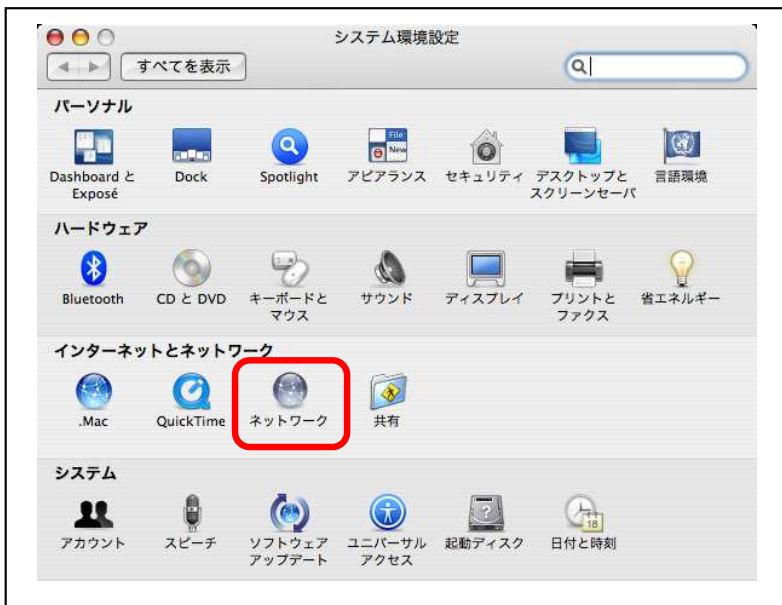 システム環境設定
すべてを表示
パーソナル
Dashboard と
Exposé
Dock
Spotlight
File
New
アピアランス
セキュリティ
デスクトップと
スクリーンセーバ
言語環境
ハードウェア
Bluetooth
CD と DVD
キーボードと
マウス
サウンド
ディスプレイ
プリントと
ファクス
省エネルギー
インターネットとネットワーク
.Mac
QuickTime
ネットワーク
共有
システム
アカウント
スピーチ
ソフトウェア
アップデート
ユニバーサル
アクセス
?
起動ディスク
18
日付と時刻